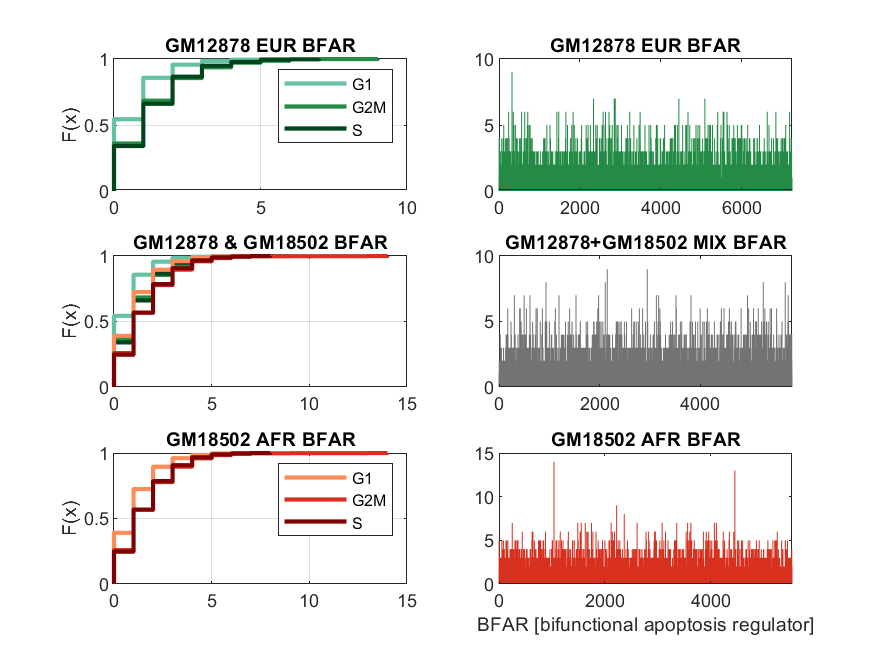 GM12878 EUR BFAR
F(x)
1
0.5
0
0
5
10
G1
G2M
S
GM12878 EUR BFAR
10
5
0
0
2000
4000
6000
GM12878 & GM18502 BFAR
F(x)
1
0.5
0
0
5
10
15
GM12878+GM18502 MIX BFAR
10
5
0
0
2000
4000
GM18502 AFR BFAR
F(x)
1
0.5
0
0
5
10
15
G1
G2M
S
GM18502 AFR BFAR
15
10
5
0
0
2000
4000
BFAR [bifunctional apoptosis regulator]